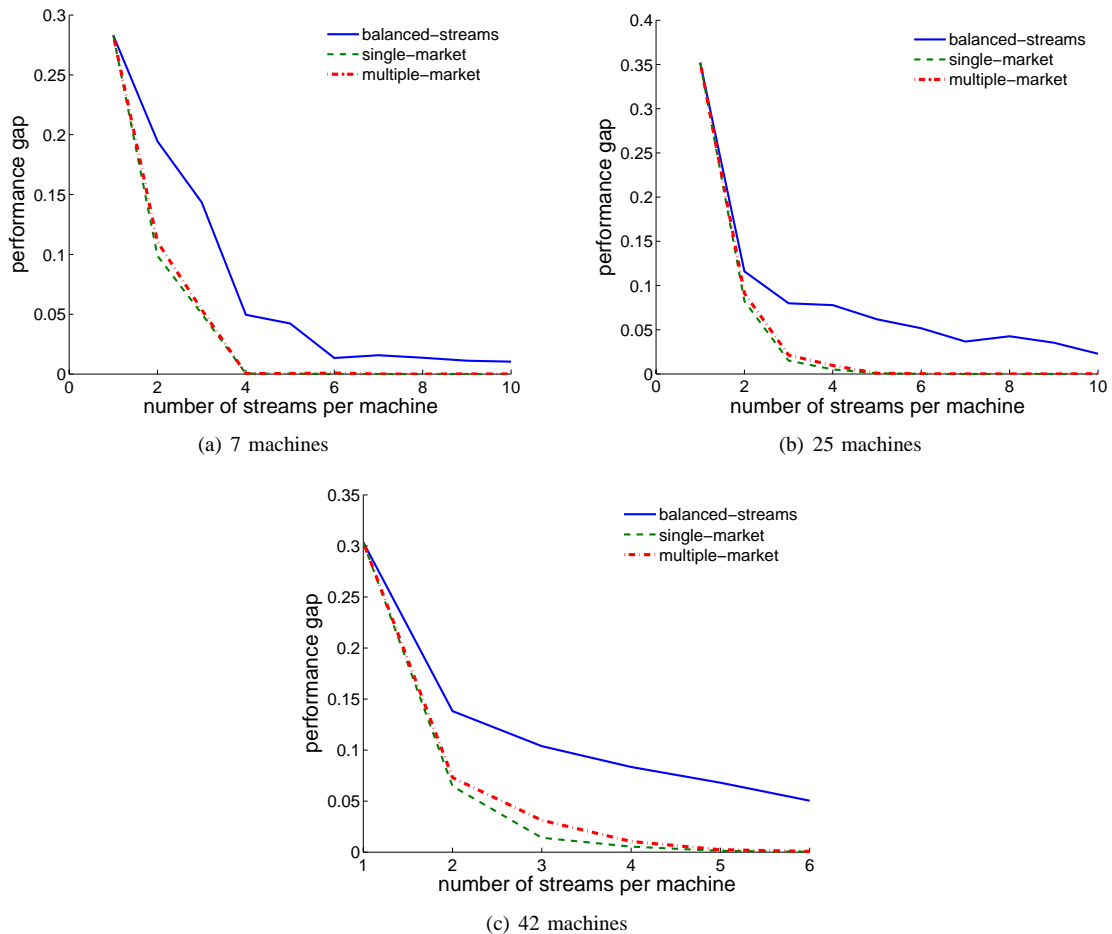 0.3
0.25
0.2
0.15
0.1
0.05
0
performance gap
balanced−streams
single−market
multiple−market
0 2 4 6 8 10
number of streams per machine
(a) 7 machines
0.4
0.35
0.3
0.25
0.2
0.15
0.1
0.05
0
performance gap
balanced−streams
single−market
multiple−market
0 2 4 6 8 10
number of streams per machine
(b) 25 machines
0.35
0.3
0.25
0.2
0.15
0.1
0.05
0
performance gap
balanced−streams
single−market
multiple−market
1 2 3 4 5 6
number of streams per machine
(c) 42 machines